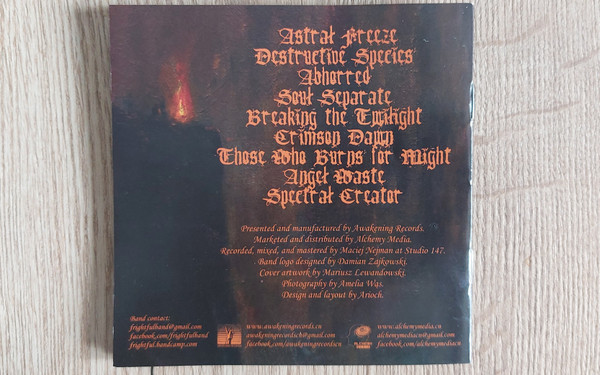 Astral Freeze
Destructive Species
Abhorred
Soul Separate
Breaking the Twilight
Crimson Dawn
Those Who Burns for Might
Angel Waste
Spectral Creator
Presented and manufactured by Awakening Records.
Marketed and distributed by Alchemy Media.
Recorded, mixed, and mastered by Maciej Nejman at Studio 147.
Band logo designed by Damian Zajkowski.
Cover artwork by Mariusz Lewandowski.
Photography by Amelia Wąs.
Design and layout by Arioch.
Band contact:
frightfulband@gmail.com
facebook.com/frightfulband
frightful.bandcamp.com
www.awakeningrecords.cn
awakeningrecordscn@gmail.com
facebook.com/awakeningrecordscn
www.alchemymedia.cn
alchemymediacn@gmail.com
facebook.com/alchemymediacn